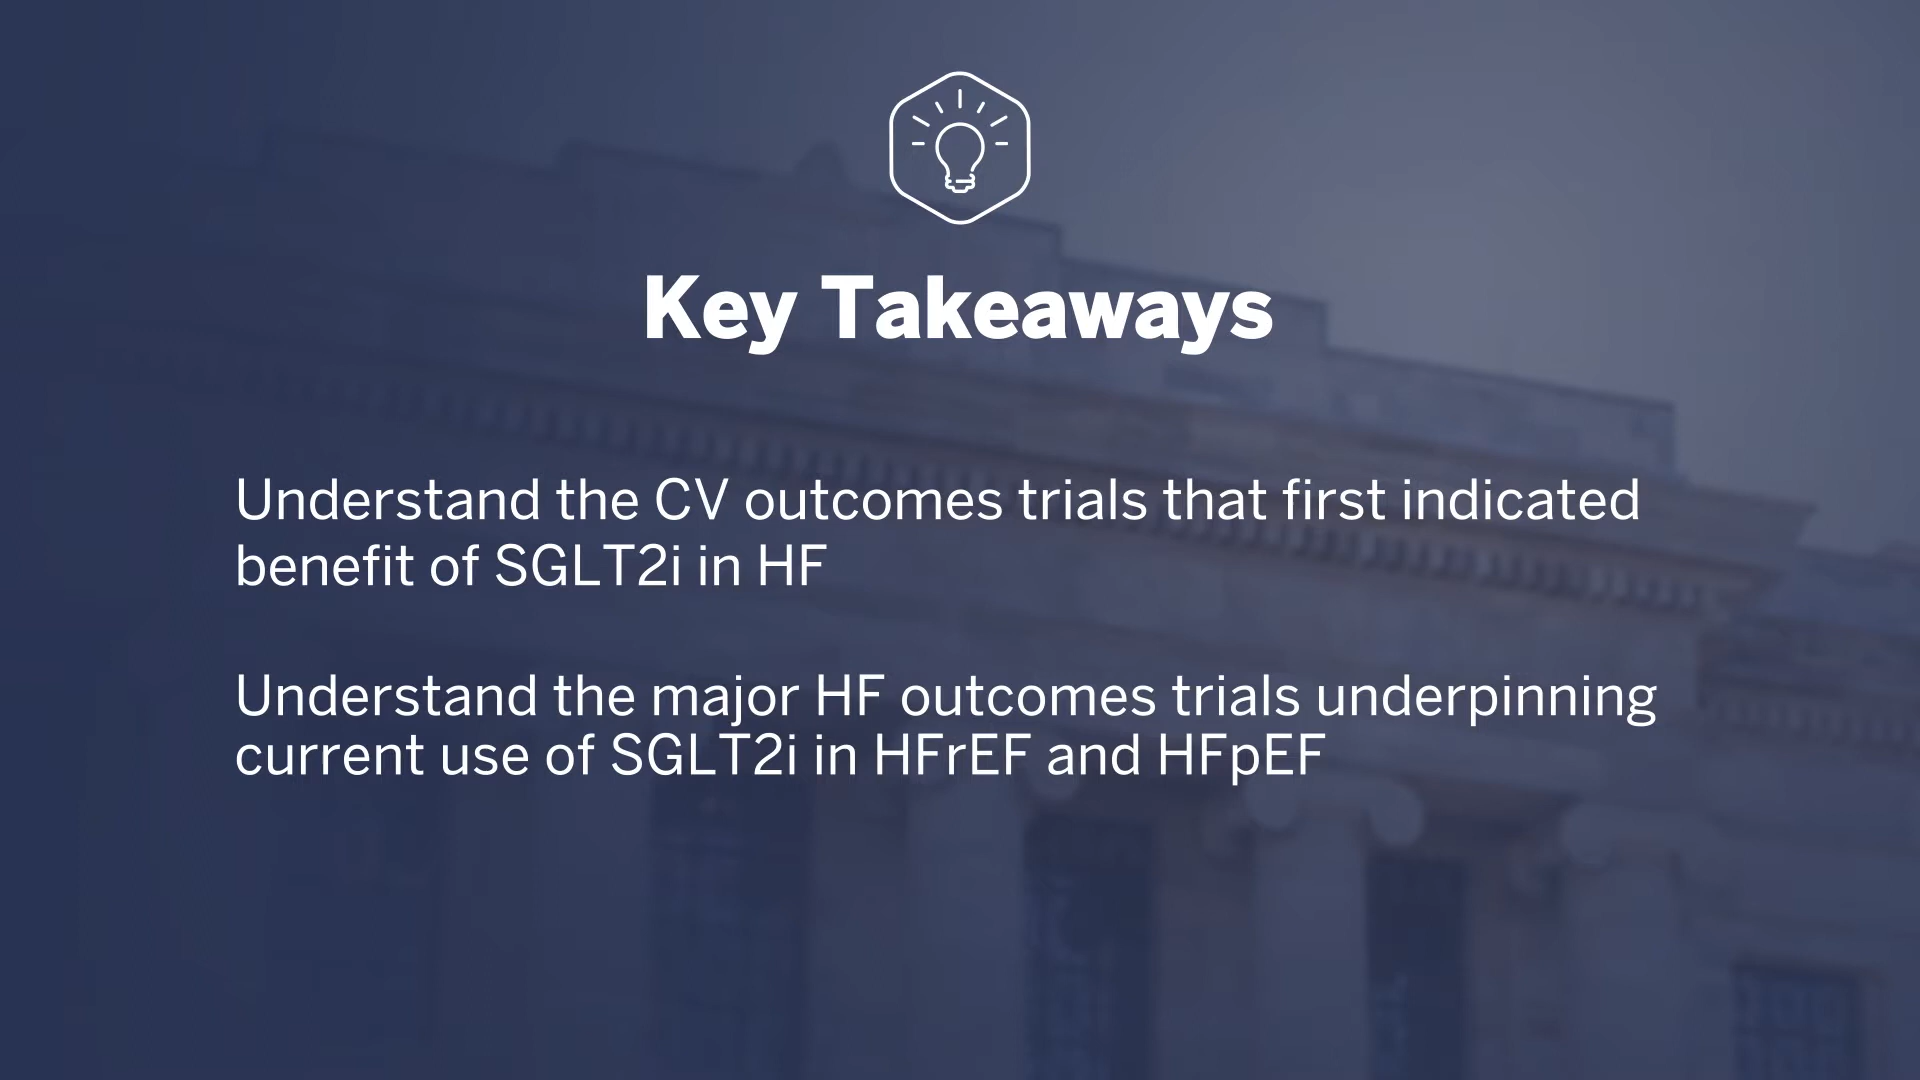 Key Takeaways
Understand the CV outcomes trials that first indicated
benefit of SGLT2i in HF
Understand the major HF outcomes trials underpinning
current use of SGLT2i in HFrEF and HFpEF